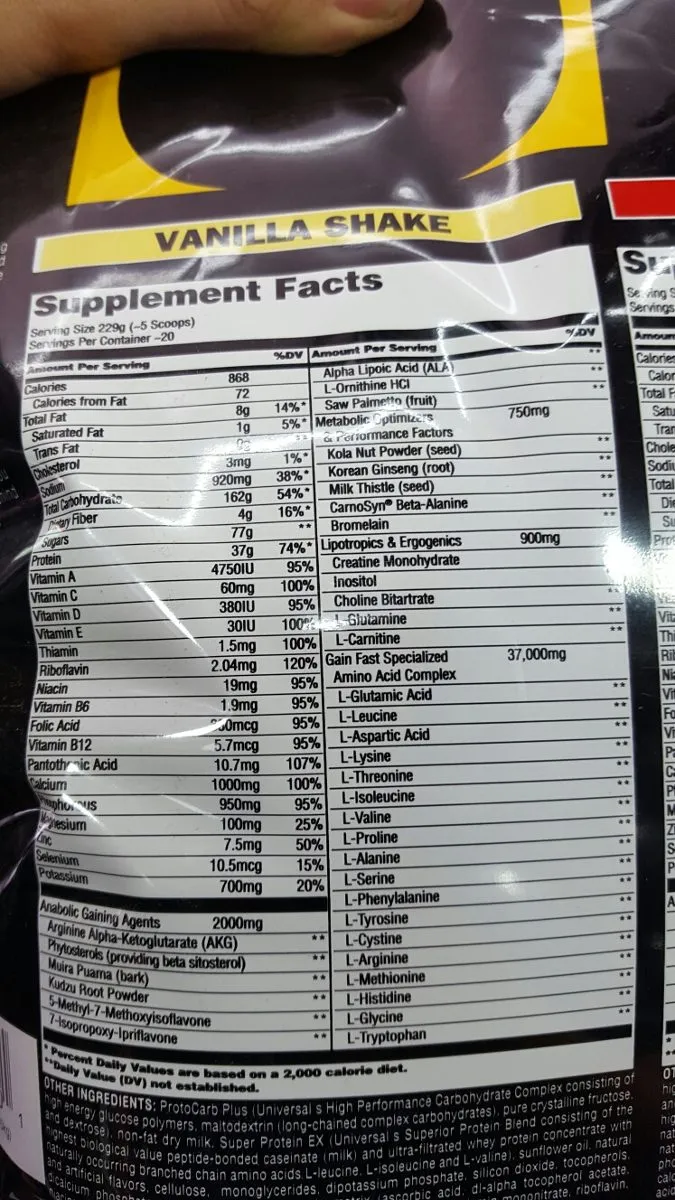 VANILLA SHAKE
Supplement Facts
Serving Size 229g (~5 Scoops)
Servings Per Container ~20
Amount Per Serving %DV
Calories 868
Calories from Fat 72
Total Fat 8g 14%*
Saturated Fat 1g 5%*
Trans Fat 0g **
Cholesterol 3mg 1%*
Sodium 920mg 38%*
Total Carbohydrate 162g 54%*
Dietary Fiber 4g 16%*
Sugars 77g **
Protein 37g 74%*
Vitamin A 4750IU 95%
Vitamin C 60mg 100%
Vitamin D 380IU 95%
Vitamin E 30IU 100%
Thiamin 1.5mg 100%
Riboflavin 2.04mg 120%
Niacin 19mg 95%
Vitamin B6 1.9mg 95%
Folic Acid 95%
Vitamin B12 5.7mcg 95%
Pantothenic Acid 10.7mg 107%
Calcium 1000mg 100%
Phosphorus 950mg 95%
Magnesium 100mg 25%
Zinc 7.5mg 50%
Selenium 10.5mcg 15%
Potassium 700mg 20%
Anabolic Gaining Agents 2000mg
Arginine Alpha-Ketoglutarate (AKG) **
Phytosterols (providing beta sitosterol) **
Muira Puama (bark) **
Kudzu Root Powder **
5-Methyl-7-Methoxyisoflavone **
7-Isopropoxy-Ipriflavone **
Amount Per Serving %DV
Alpha Lipoic Acid (ALA) **
L-Ornithine HCl **
Saw Palmetto (fruit) **
Metabolic Optimizers 750mg
& Performance Factors
Kola Nut Powder (seed) **
Korean Ginseng (root) **
Milk Thistle (seed) **
CarnoSyn® Beta-Alanine **
Bromelain **
Lipotropics & Ergogenics 900mg
Creatine Monohydrate
Inositol
Choline Bitartrate **
L-Glutamine **
L-Carnitine **
Gain Fast Specialized 37,000mg
Amino Acid Complex
L-Glutamic Acid **
L-Leucine **
L-Aspartic Acid **
L-Lysine **
L-Threonine **
L-Isoleucine **
L-Valine **
L-Proline **
L-Alanine **
L-Serine **
L-Phenylalanine **
L-Tyrosine **
L-Cystine **
L-Arginine **
L-Methionine **
L-Histidine **
L-Glycine **
L-Tryptophan **
* Percent Daily Values are based on a 2,000 calorie diet.
**Daily Value (DV) not established.
OTHER INGREDIENTS: ProtoCarb Plus (Universal s High Performance Carbohydrate Complex consisting of
high energy glucose polymers, maltodextrin (long-chained complex carbohydrates), pure crystalline fructose,
and dextrose), non-fat dry milk, Super Protein EX (Universal s Superior Protein Blend consisting of the
highest biological value peptide-bonded caseinate (milk) and ultra-filtrated whey protein concentrate with
naturally occurring branched chain amino acids L-leucine, L-isoleucine and L-valine), sunflower oil, natural
and artificial flavors, cellulose, monoglycerides, dipotassium phosphate, silicon dioxide, tocopherols,
dicalcium (ascorbic acid, dl-alpha tocopherol acetate,
riboflavin,